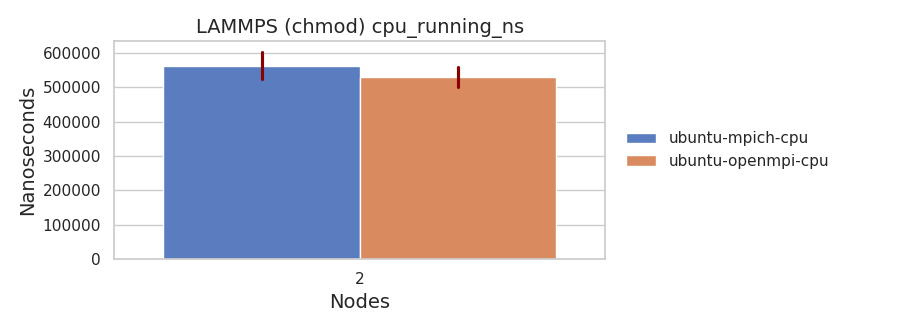 LAMMPS (chmod) cpu_running_ns
Nanoseconds
600000
500000
400000
300000
200000
100000
0
2
Nodes
ubuntu-mpich-cpu
ubuntu-openmpi-cpu